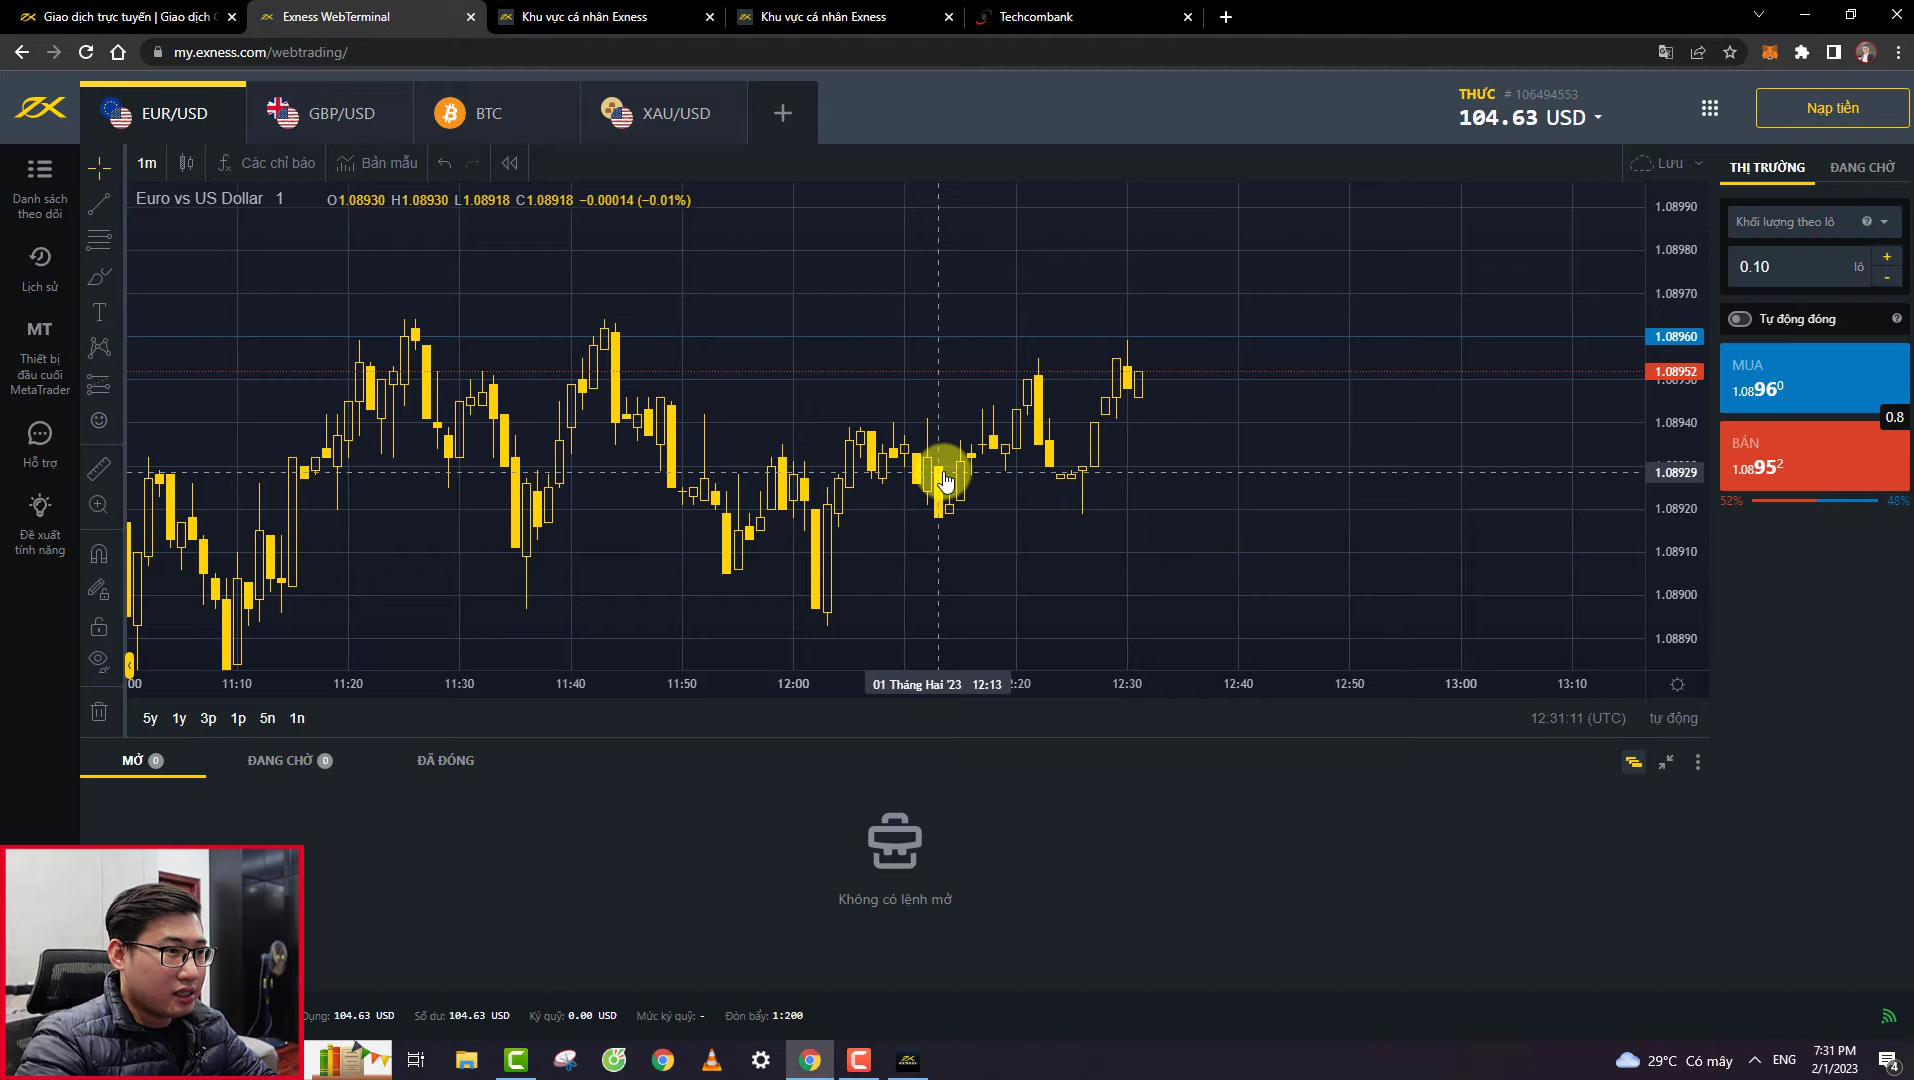 Giao dịch trực tuyến | Giao dịch
Exness WebTerminal
Khu vực cá nhân Exness
Khu vực cá nhân Exness
Techcombank
my.exness.com/webtrading/
EUR/USD
GBP/USD
BTC
XAU/USD
THỰC # 106494553
104.63 USD
Nạp tiền
1m
Các chỉ báo
Bản mẫu
Lưu
THỊ TRƯỜNG
ĐANG CHỜ
Danh sách
theo dõi
Lịch sử
MT
Thiết bị
đầu cuối
MetaTrader
Hỗ trợ
Đề xuất
tính năng
Euro vs US Dollar 1
O1.08930 H1.08930 L1.08918 C1.08918 −0.00014 (−0.01%)
1.08990
1.08980
1.08970
1.08960
1.08952
1.08940
1.08929
1.08920
1.08910
1.08900
1.08890
Khối lượng theo lô
0.10 lô
+
-
Tự động đóng
MUA
1.08960
0.8
BÁN
1.08952
52% 48%
:00 11:10 11:20 11:30 11:40 11:50 12:00 01 Tháng Hai '23 12:13 :20 12:30 12:40 12:50 13:00 13:10
5y 1y 3p 1p 5n 1n
12:31:11 (UTC)
tự động
MỞ 0
ĐANG CHỜ 0
ĐÃ ĐÓNG
Không có lệnh mở
dụng: 104.63 USD Số dư: 104.63 USD Ký quỹ: 0.00 USD Mức ký quỹ: - Đòn bẩy: 1:200
EXNESS
29°C Có mây
ENG
7:31 PM
2/1/2023
4